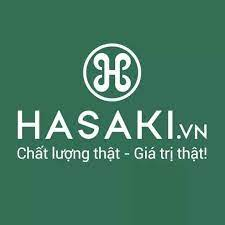 HASAKI.VN
Chất lượng thật - Giá trị thật!